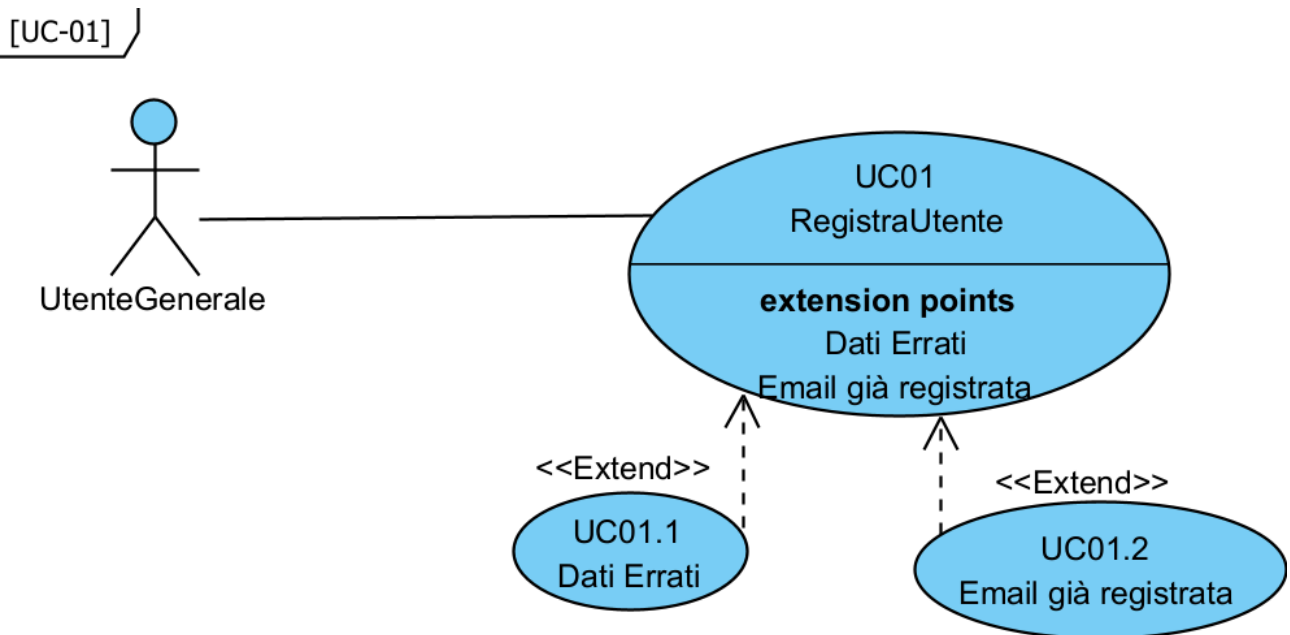 [UC-01]
UC01
RegistraUtente
UtenteGenerale
extension points
Dati Errati
Email già registrata
<<Extend>>
<<Extend>>
UC01.1
Dati Errati
UC01.2
Email già registrata